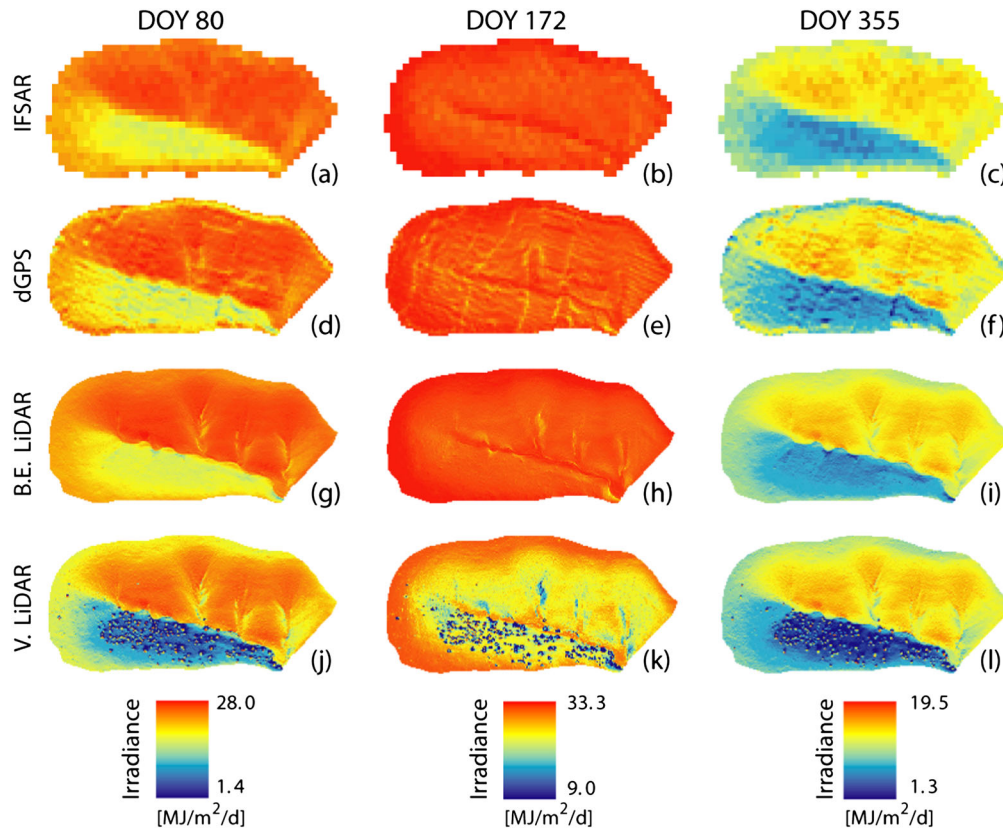 DOY 80
DOY 172
DOY 355
IFSAR
(a)
(b)
(c)
dGPS
(d)
(e)
(f)
B.E. LiDAR
(g)
(h)
(i)
V. LiDAR
(j)
(k)
(l)
Irradiance
28.0
1.4
[MJ/m²/d]
Irradiance
33.3
9.0
[MJ/m²/d]
Irradiance
19.5
1.3
[MJ/m²/d]